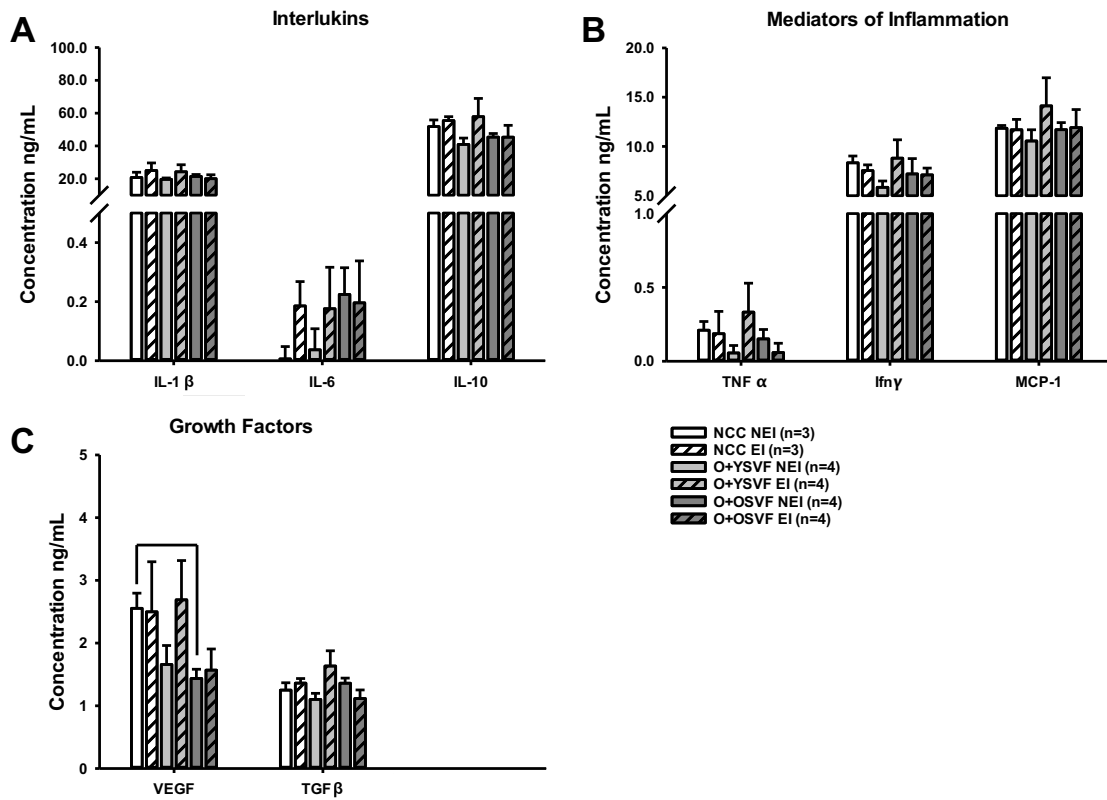 A
Interlukins
Concentration ng/mL
100.0
80.0
60.0
40.0
20.0
0.4
0.2
0.0
IL-1 β
IL-6
IL-10
B
Mediators of Inflammation
Concentration ng/mL
20.0
15.0
10.0
5.0
1.0
0.5
0.0
TNF α
Ifnγ
MCP-1
C
Growth Factors
Concentration ng/mL
5
4
3
2
1
0
VEGF
TGFβ
NCC NEI (n=3)
NCC EI (n=3)
O+YSVF NEI (n=4)
O+YSVF EI (n=4)
O+OSVF NEI (n=4)
O+OSVF EI (n=4)